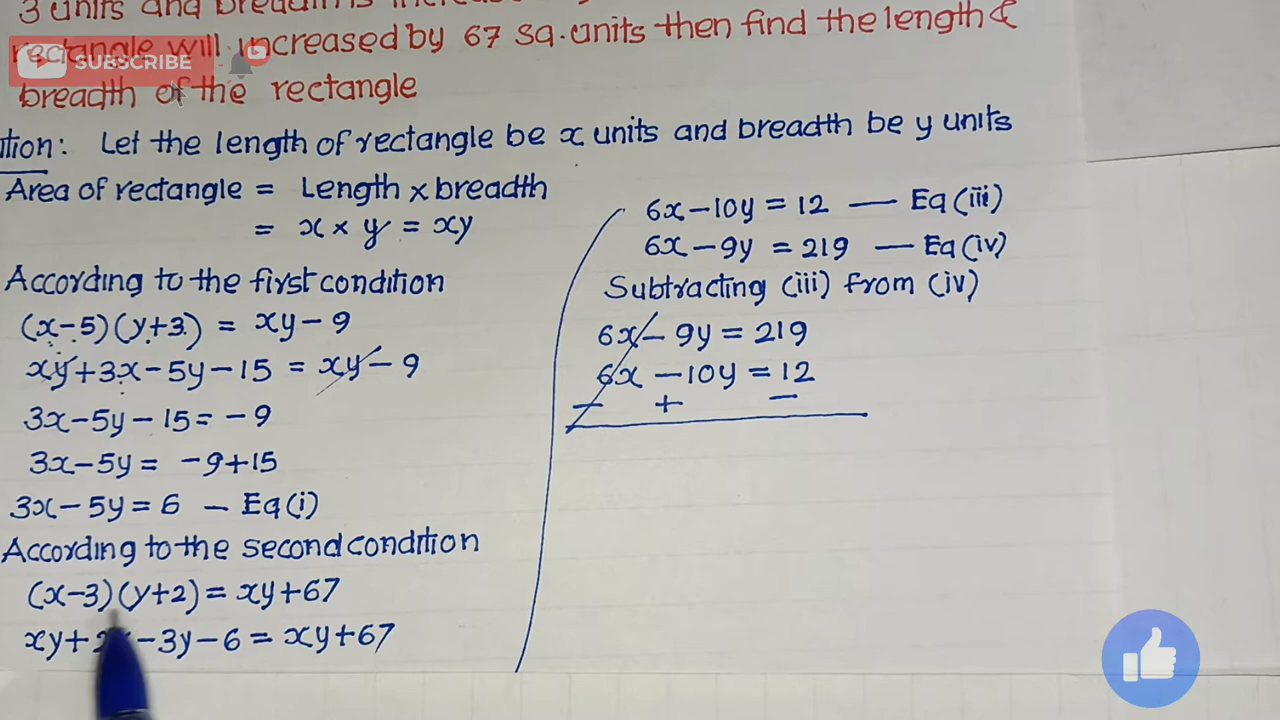 3 units and breadth is increased
rectangle will increased by 67 sq.units then find the length &
SUBSCRIBE
breadth of the rectangle
ution: Let the length of rectangle be x units and breadth be y units
Area of rectangle = Length × breadth
= x × y = xy
According to the first condition
(x-5)(y+3) = xy-9
xy+3x-5y-15 = xy-9
3x-5y-15 = -9
3x-5y = -9+15
3x-5y = 6 - Eq(i)
According to the second condition
(x-3)(y+2) = xy+67
xy+2x-3y-6 = xy+67
6x-10y = 12 — Eq(iii)
6x-9y = 219 — Eq(iv)
Subtracting (iii) from (iv)
6x-9y = 219
6x-10y = 12
- + -